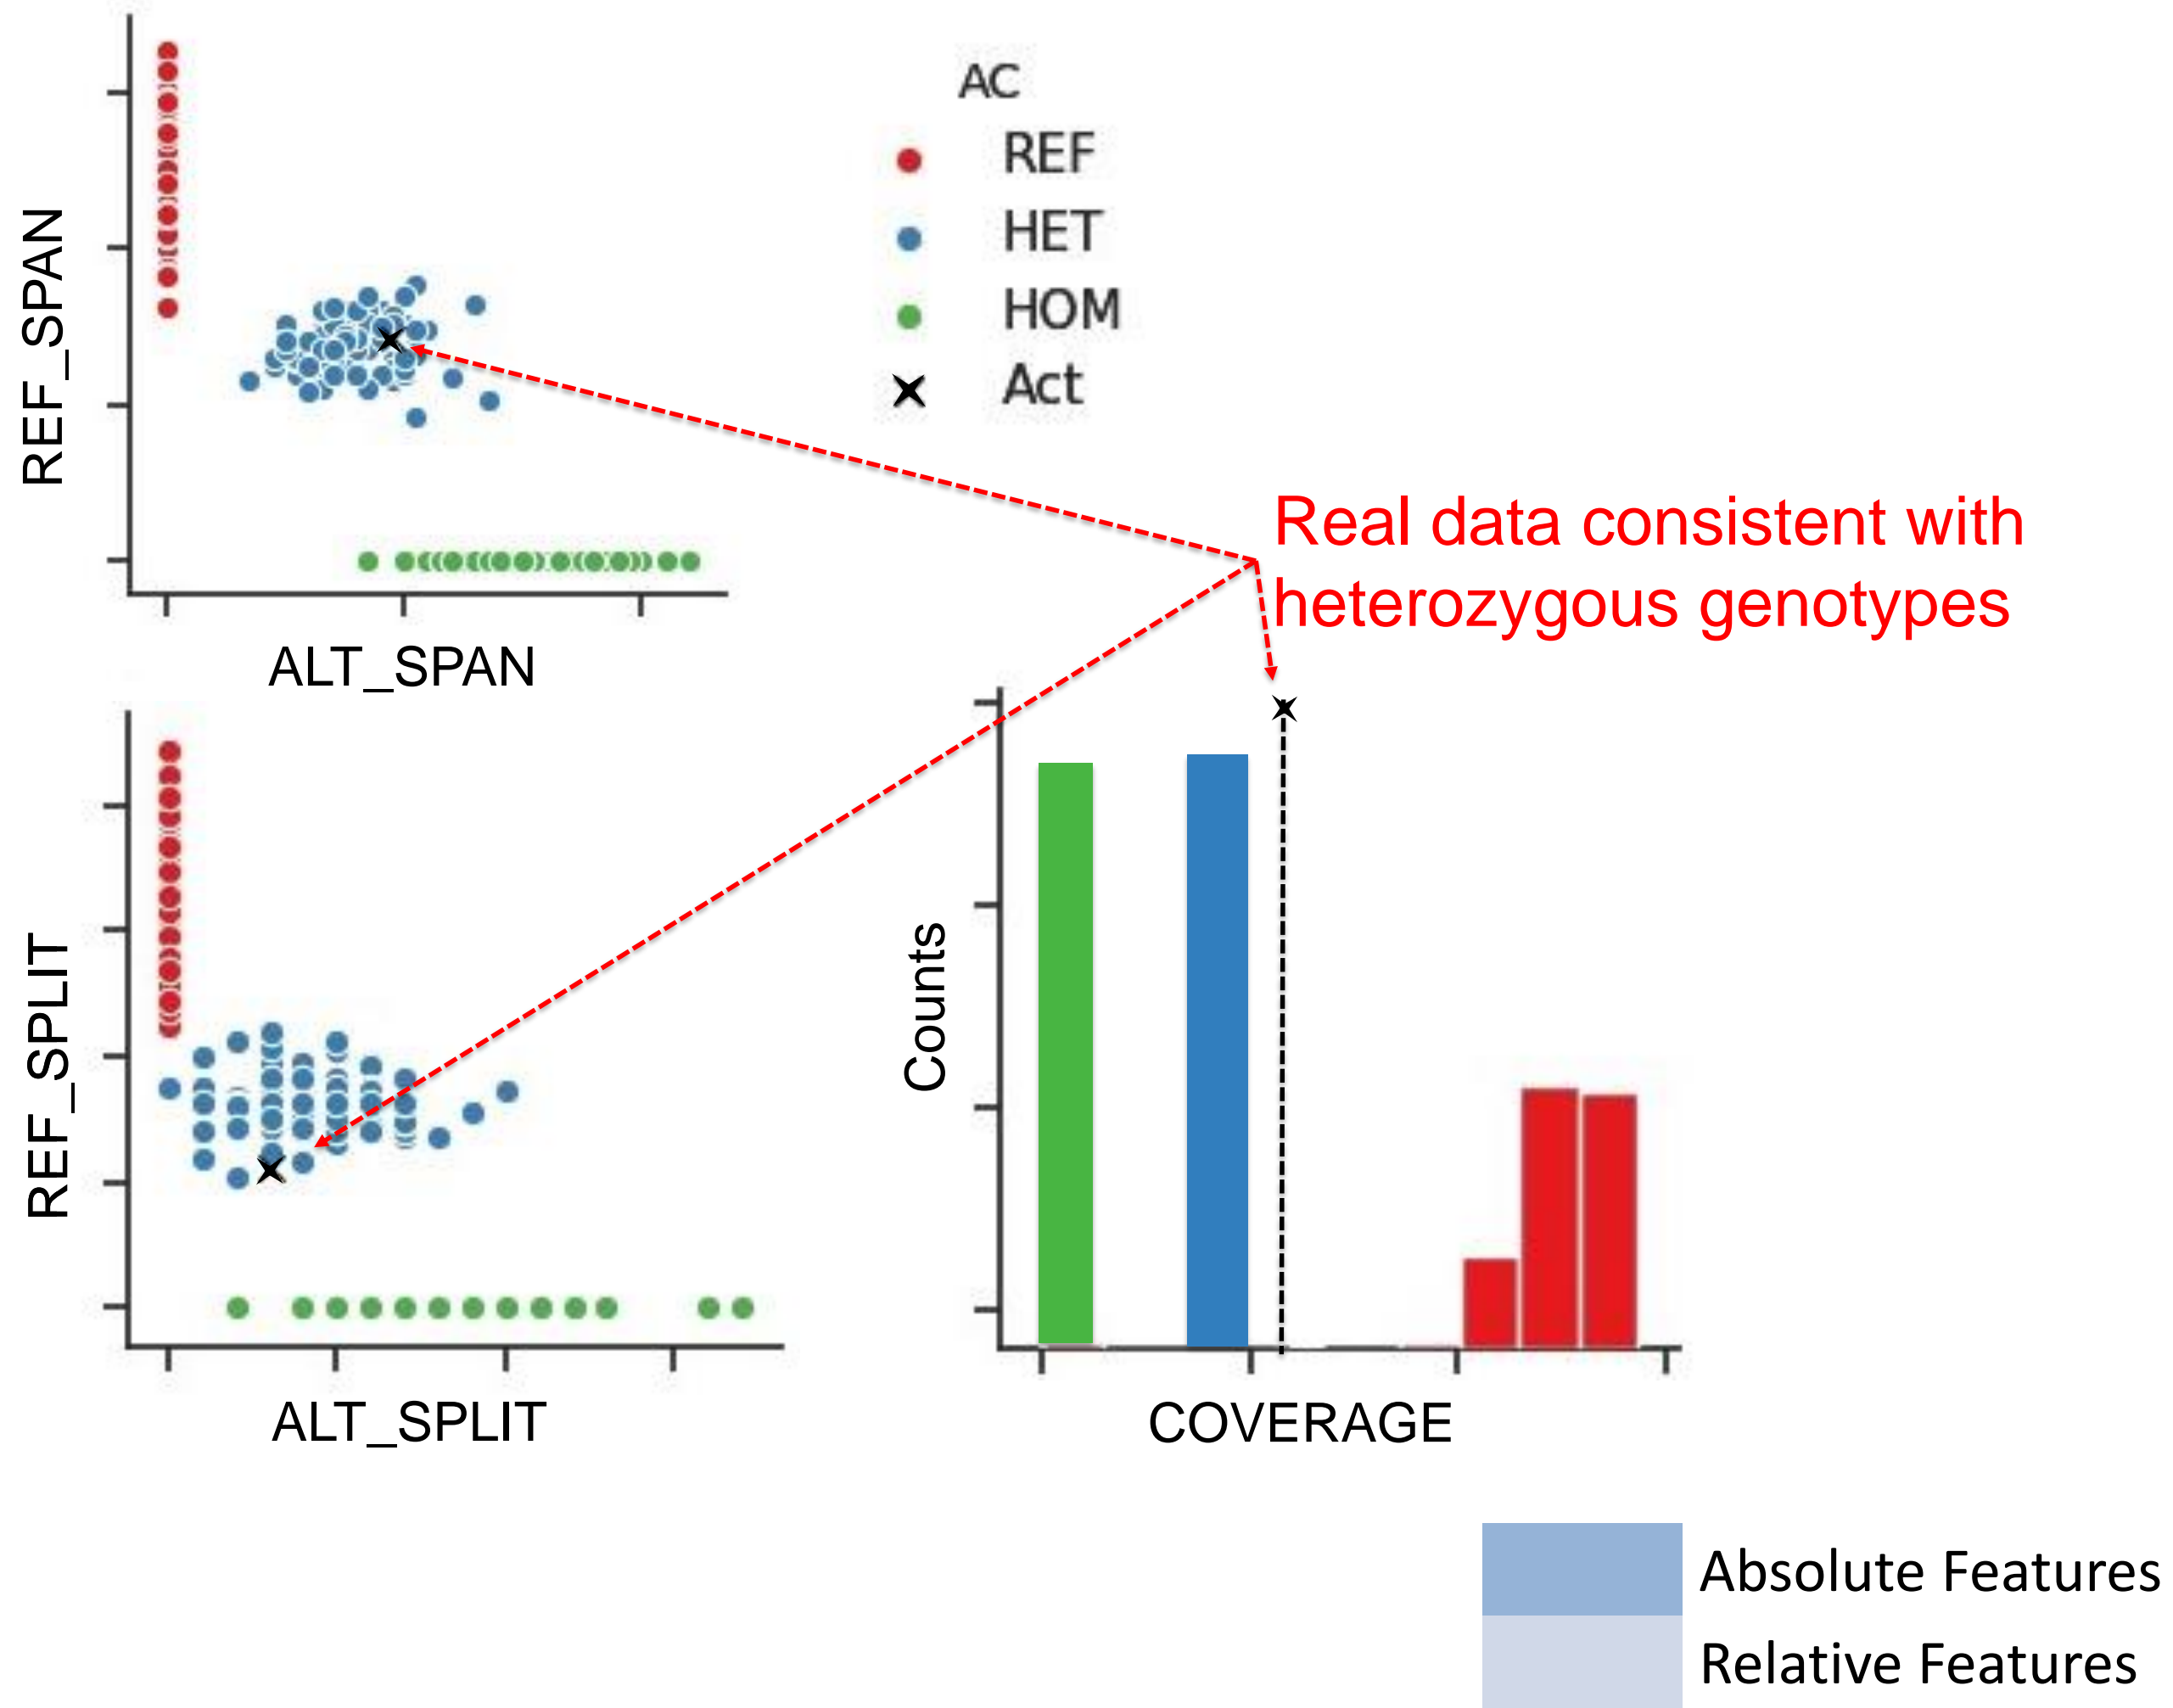 AC
REF
HET
HOM
Act
REF_SPAN
ALT_SPAN
Real data consistent with
heterozygous genotypes
REF_SPLIT
ALT_SPLIT
Counts
COVERAGE
Absolute Features
Relative Features